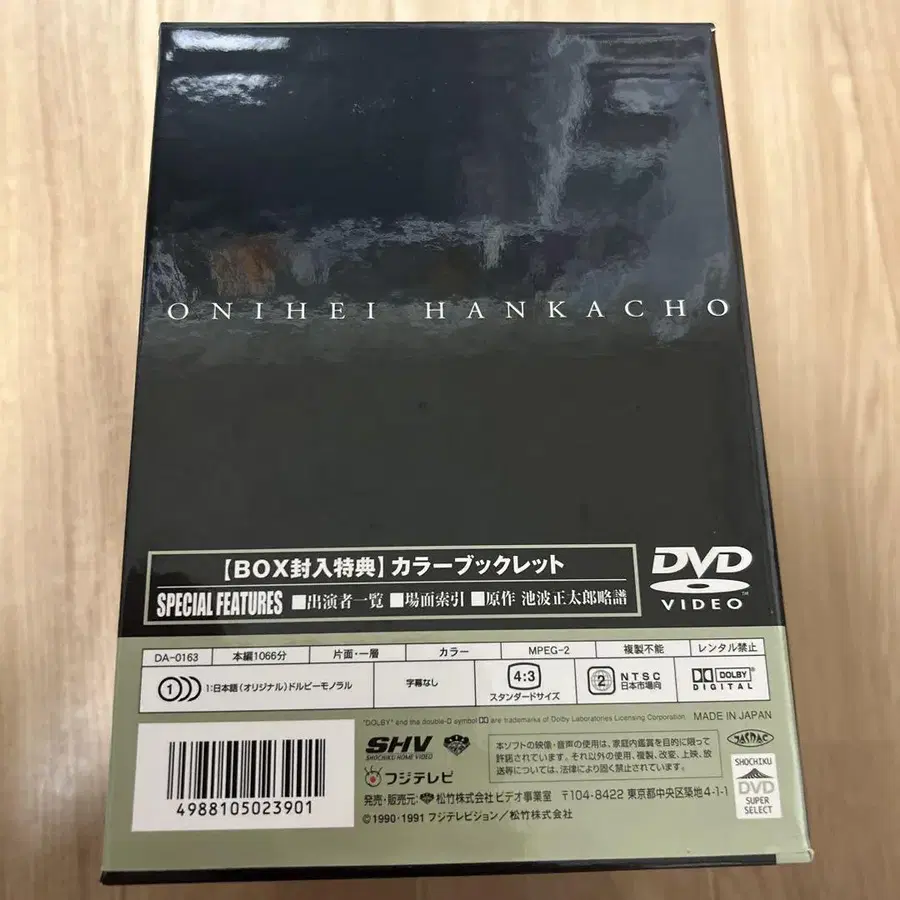 ONIHEI HANKACHO
【BOX封入特典】カラーブックレット
SPECIAL FEATURES ■出演者一覧 ■場面索引 ■原作 池波正太郎略譜
DVD
VIDEO
DA-0163 本編1066分 片面・一層 カラー MPEG-2 複製不能 レンタル禁止
1 1:日本語(オリジナル)ドルビーモノラル 字幕なし 4:3 スタンダードサイズ 2 NTSC 日本市場向 DOLBY DIGITAL
"DOLBY" and the double-D symbol are trademarks of Dolby Laboratories Licensing Corporation. MADE IN JAPAN
SHV
SHOCHIKU HOME VIDEO
本ソフトの映像・音声の使用は、家庭内鑑賞を目的に限って
許諾されています。それ以外の使用、複製、改変、上映、放
送等については、法律により固く禁止されています。
JASRAC
フジテレビ
SHOCHIKU
DVD
SUPER
SELECT
発売・販売元: 松竹株式会社 ビデオ事業室 〒104-8422 東京都中央区築地4-1-1
©1990・1991 フジテレビジョン/松竹株式会社
4988105023901